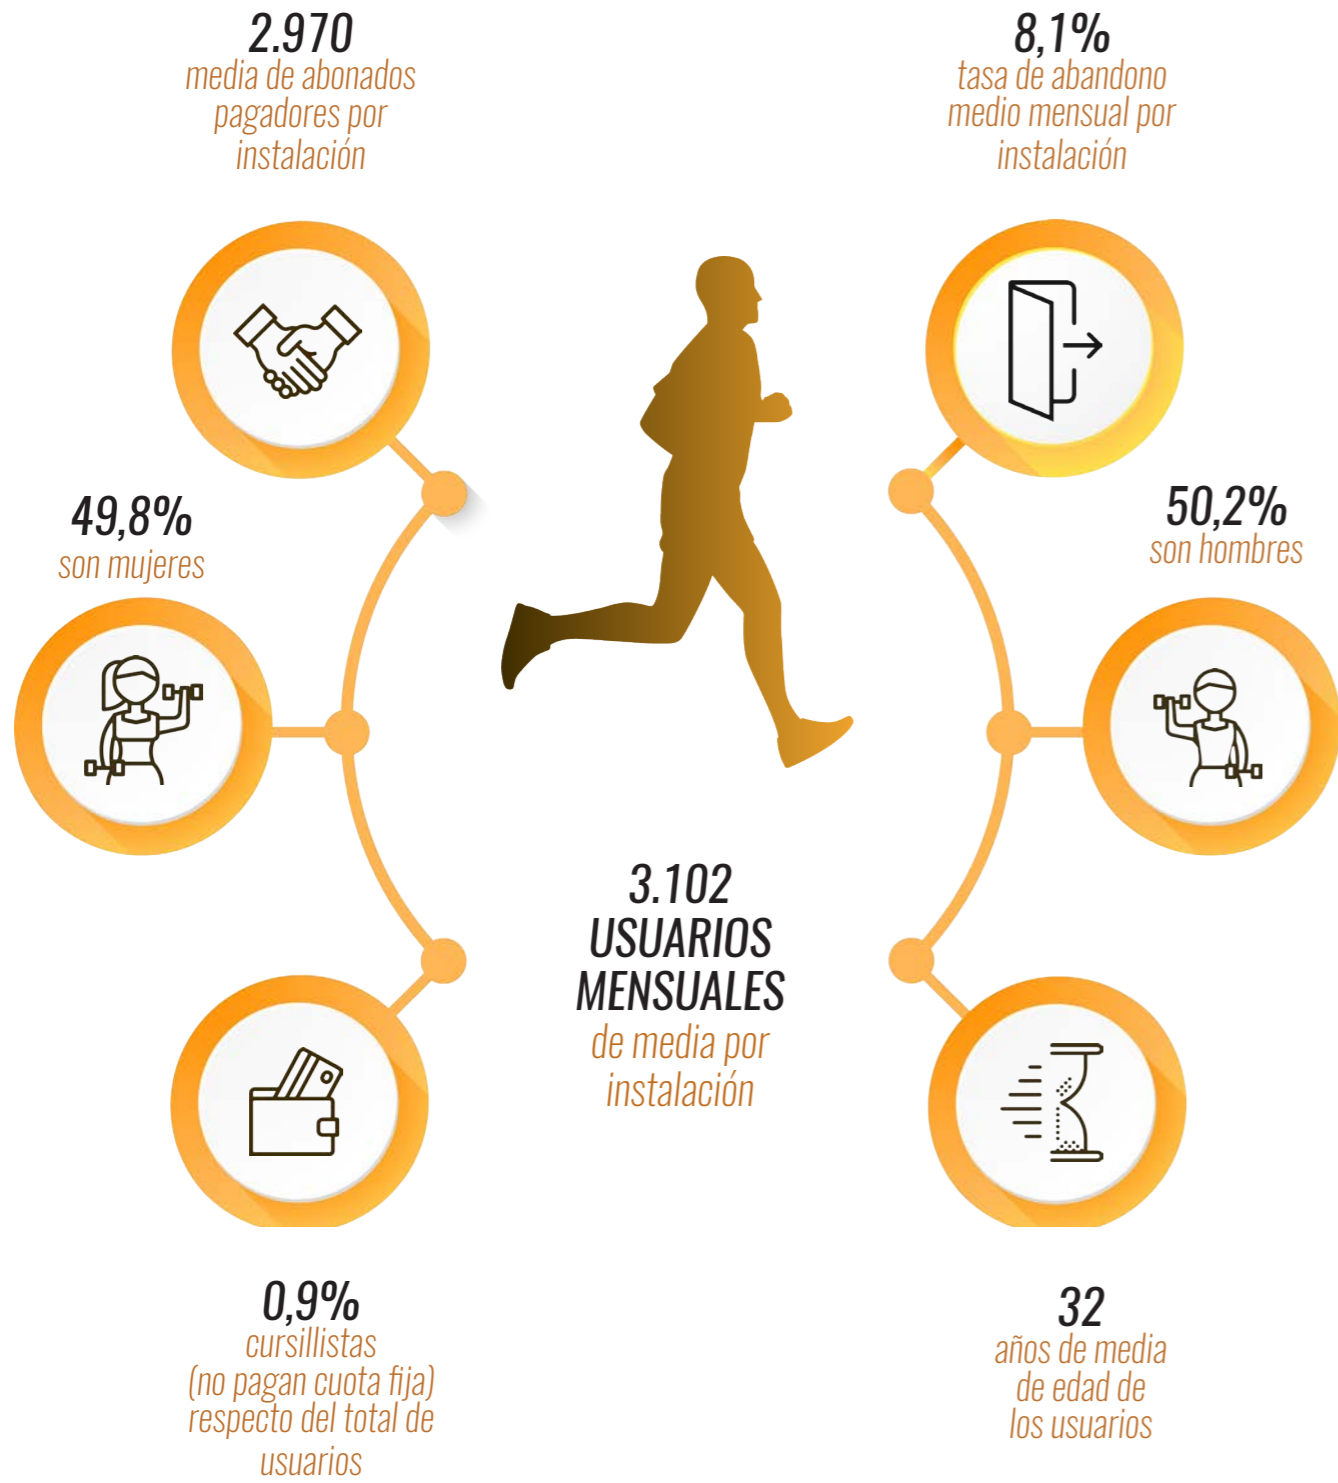 2.970
media de abonados
pagadores por
instalación
8,1%
tasa de abandono
medio mensual por
instalación
49,8%
son mujeres
50,2%
son hombres
3.102
USUARIOS
MENSUALES
de media por
instalación
0,9%
cursillistas
(no pagan cuota fija)
respecto del total de
usuarios
32
años de media
de edad de
los usuarios